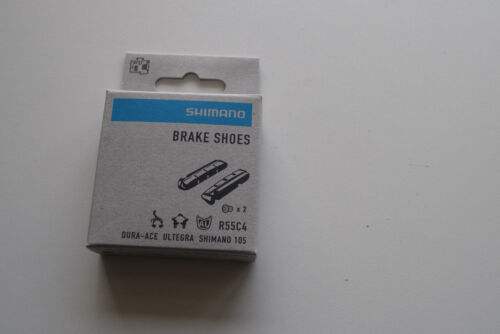 SHIMANO
BRAKE SHOES
x 2
R55C4
DURA-ACE ULTEGRA SHIMANO 105